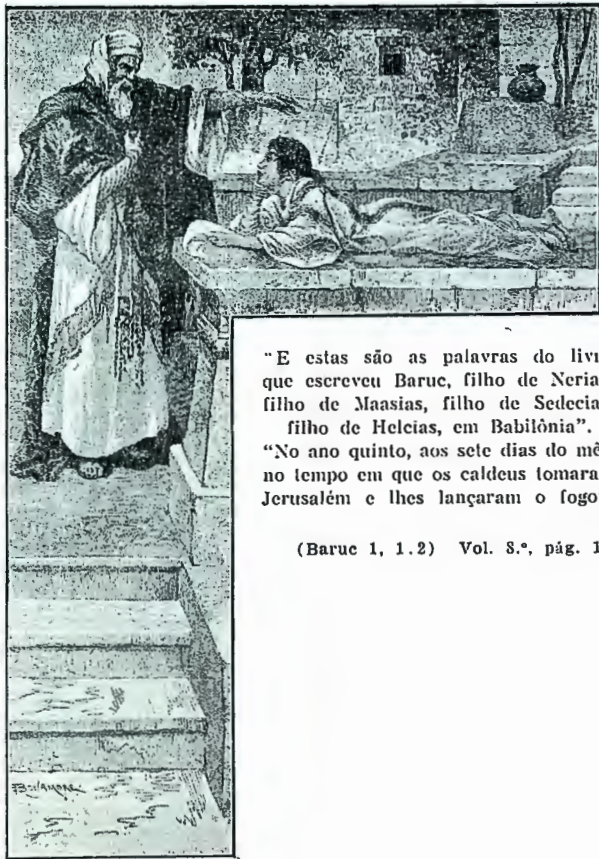 "E estas são as palavras do liv
que escreveu Baruc, filho de Neria
filho de Maasias, filho de Sedecia
filho de Helcias, em Babilônia".
"No ano quinto, aos sete dias do mê
no tempo em que os caldeus tomara
Jerusalém e lhes lançaram o fogo
(Baruc 1, 1.2) Vol. 8.º, pág. 1